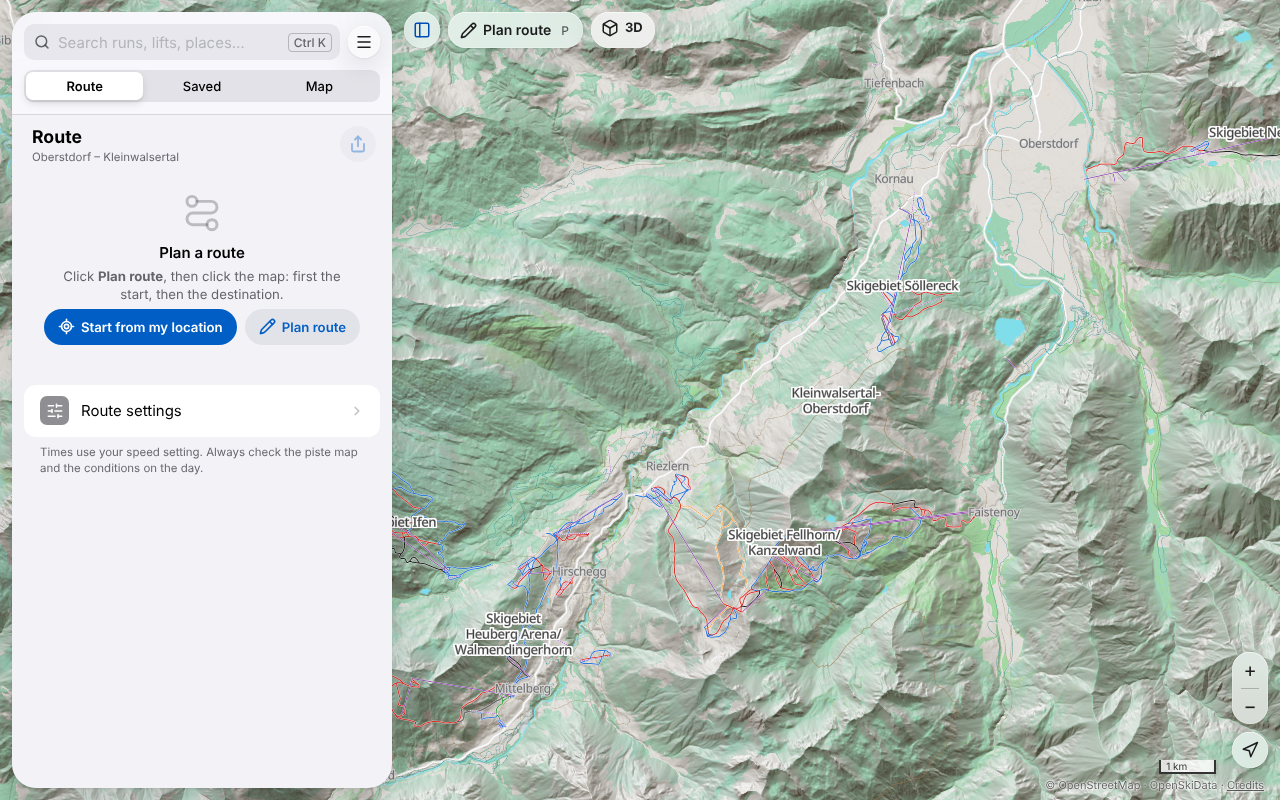 Search runs, lifts, places...
Ctrl K
Route
Saved
Map
Route
Oberstdorf – Kleinwalsertal
Plan a route
Click Plan route, then click the map: first the
start, then the destination.
Start from my location
Plan route
Route settings
Times use your speed setting. Always check the piste map
and the conditions on the day.
Plan route P
3D
Tiefenbach
Oberstdorf
Kornau
Skigebiet Söllereck
Kleinwalsertal-
Oberstdorf
Riezlern
Faistenoy
Skigebiet Fellhorn/
Kanzelwand
Hirschegg
Skigebiet
Heuberg Arena/
Walmendingerhorn
Mittelberg
1 km
© OpenStreetMap · OpenSkiData · Credits